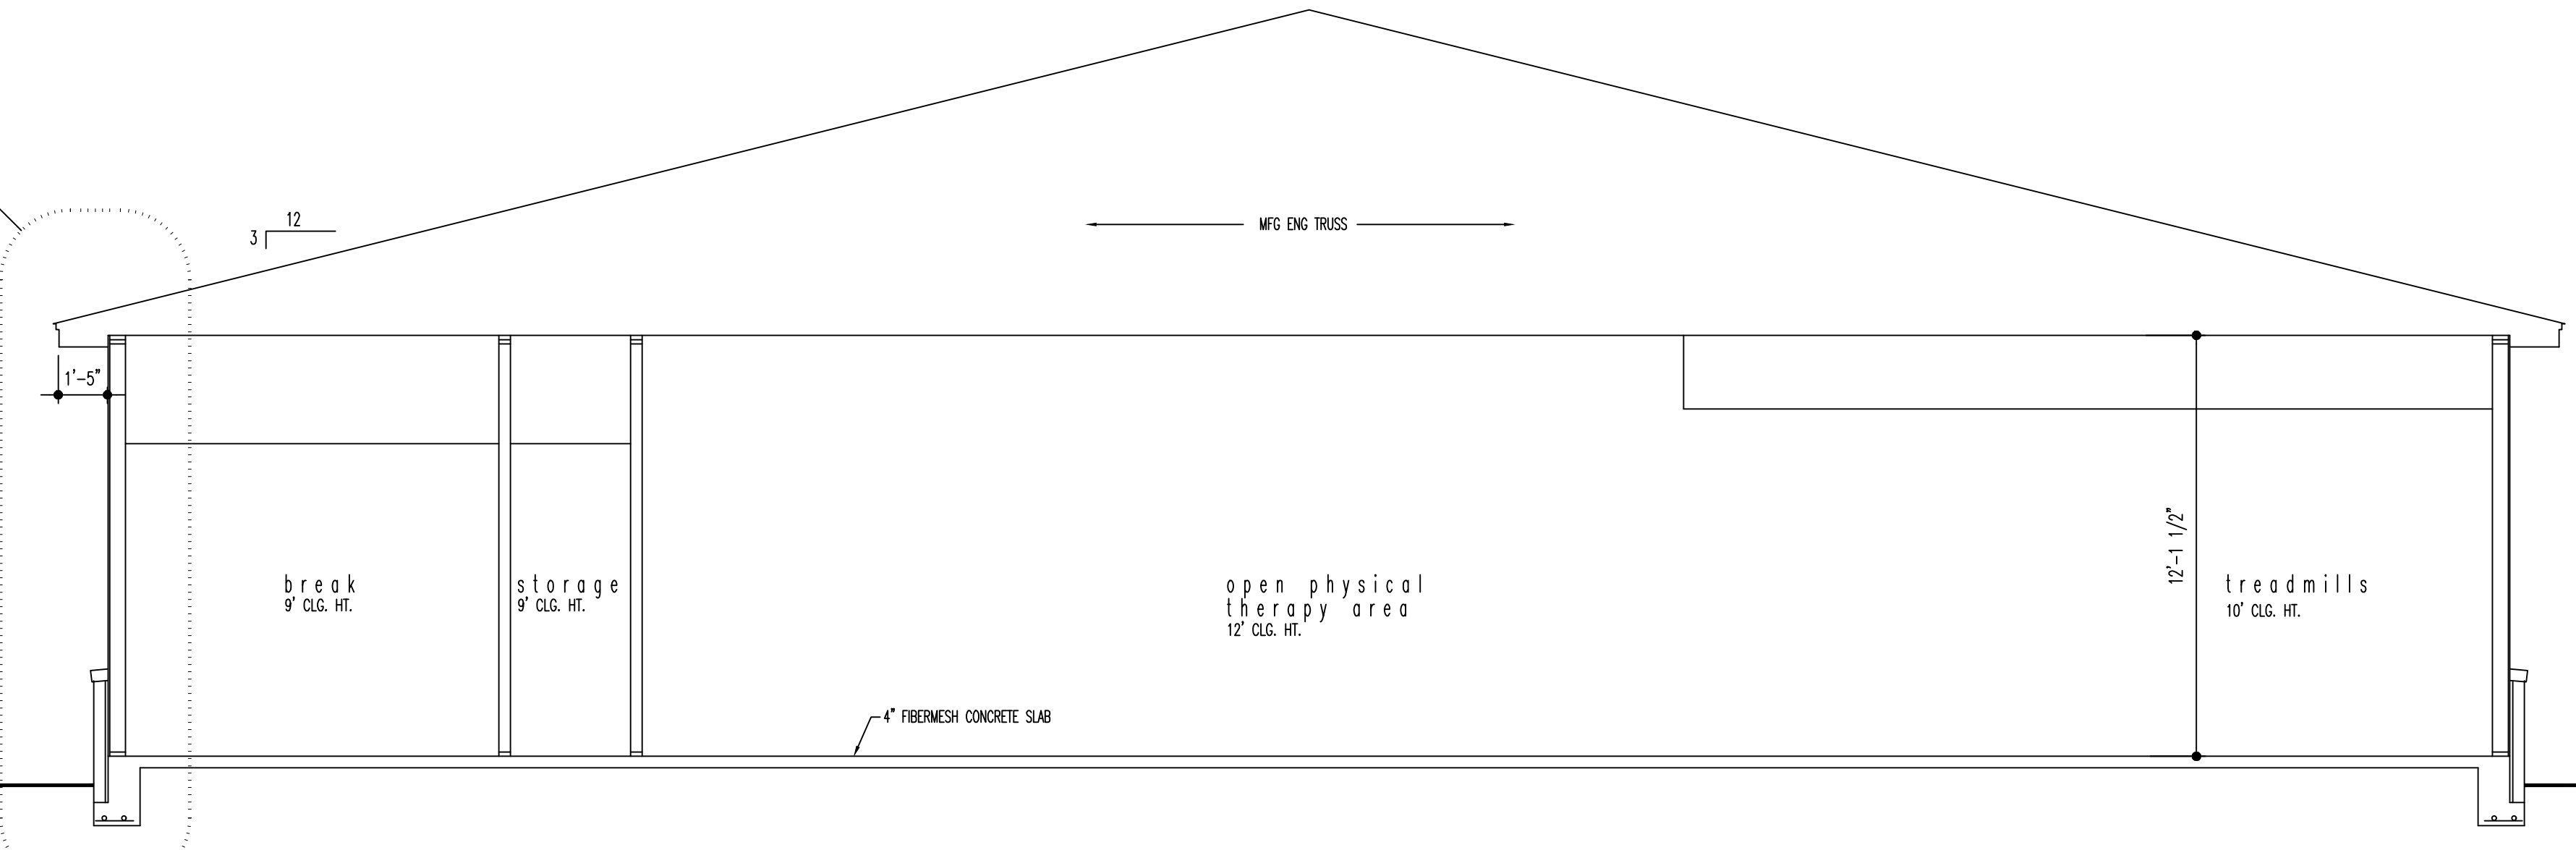 12
3
MFG ENG TRUSS
1'-5"
12'-1 1/2"
break
9' CLG. HT.
storage
9' CLG. HT.
open physical
therapy area
12' CLG. HT.
treadmills
10' CLG. HT.
4" FIBERMESH CONCRETE SLAB